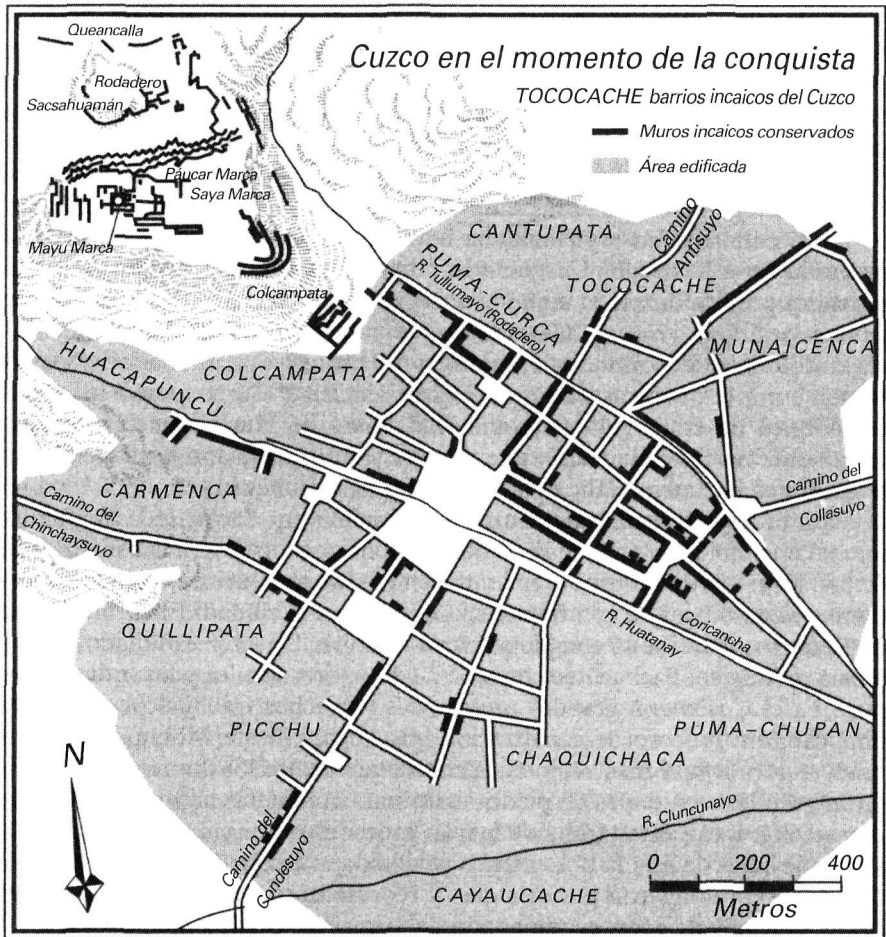 Cuzco en el momento de la conquista
TOCOCACHE barrios incaicos del Cuzco
Muros incaicos conservados
Área edificada
Queancalla
Rodadero
Sacsahuamán
Páucar Marca
Saya Marca
Mayu Marca
Colcampata
CANTUPATA
Camino
Antisuyo
PUMA-CURCA
R. Tullumayo (Rodadero)
TOCOCACHE
MUNAICENCA
HUACAPUNCU
COLCAMPATA
CARMENCA
Camino del
Chinchaysuyo
Camino del
Collasuyo
QUILLIPATA
R. Huatanay
Coricancha
PICCHU
PUMA-CHUPAN
CHAQUICHACA
N
R. Cluncunayo
Camino del
Gondesuyo
CAYAUCACHE
0 200 400
Metros